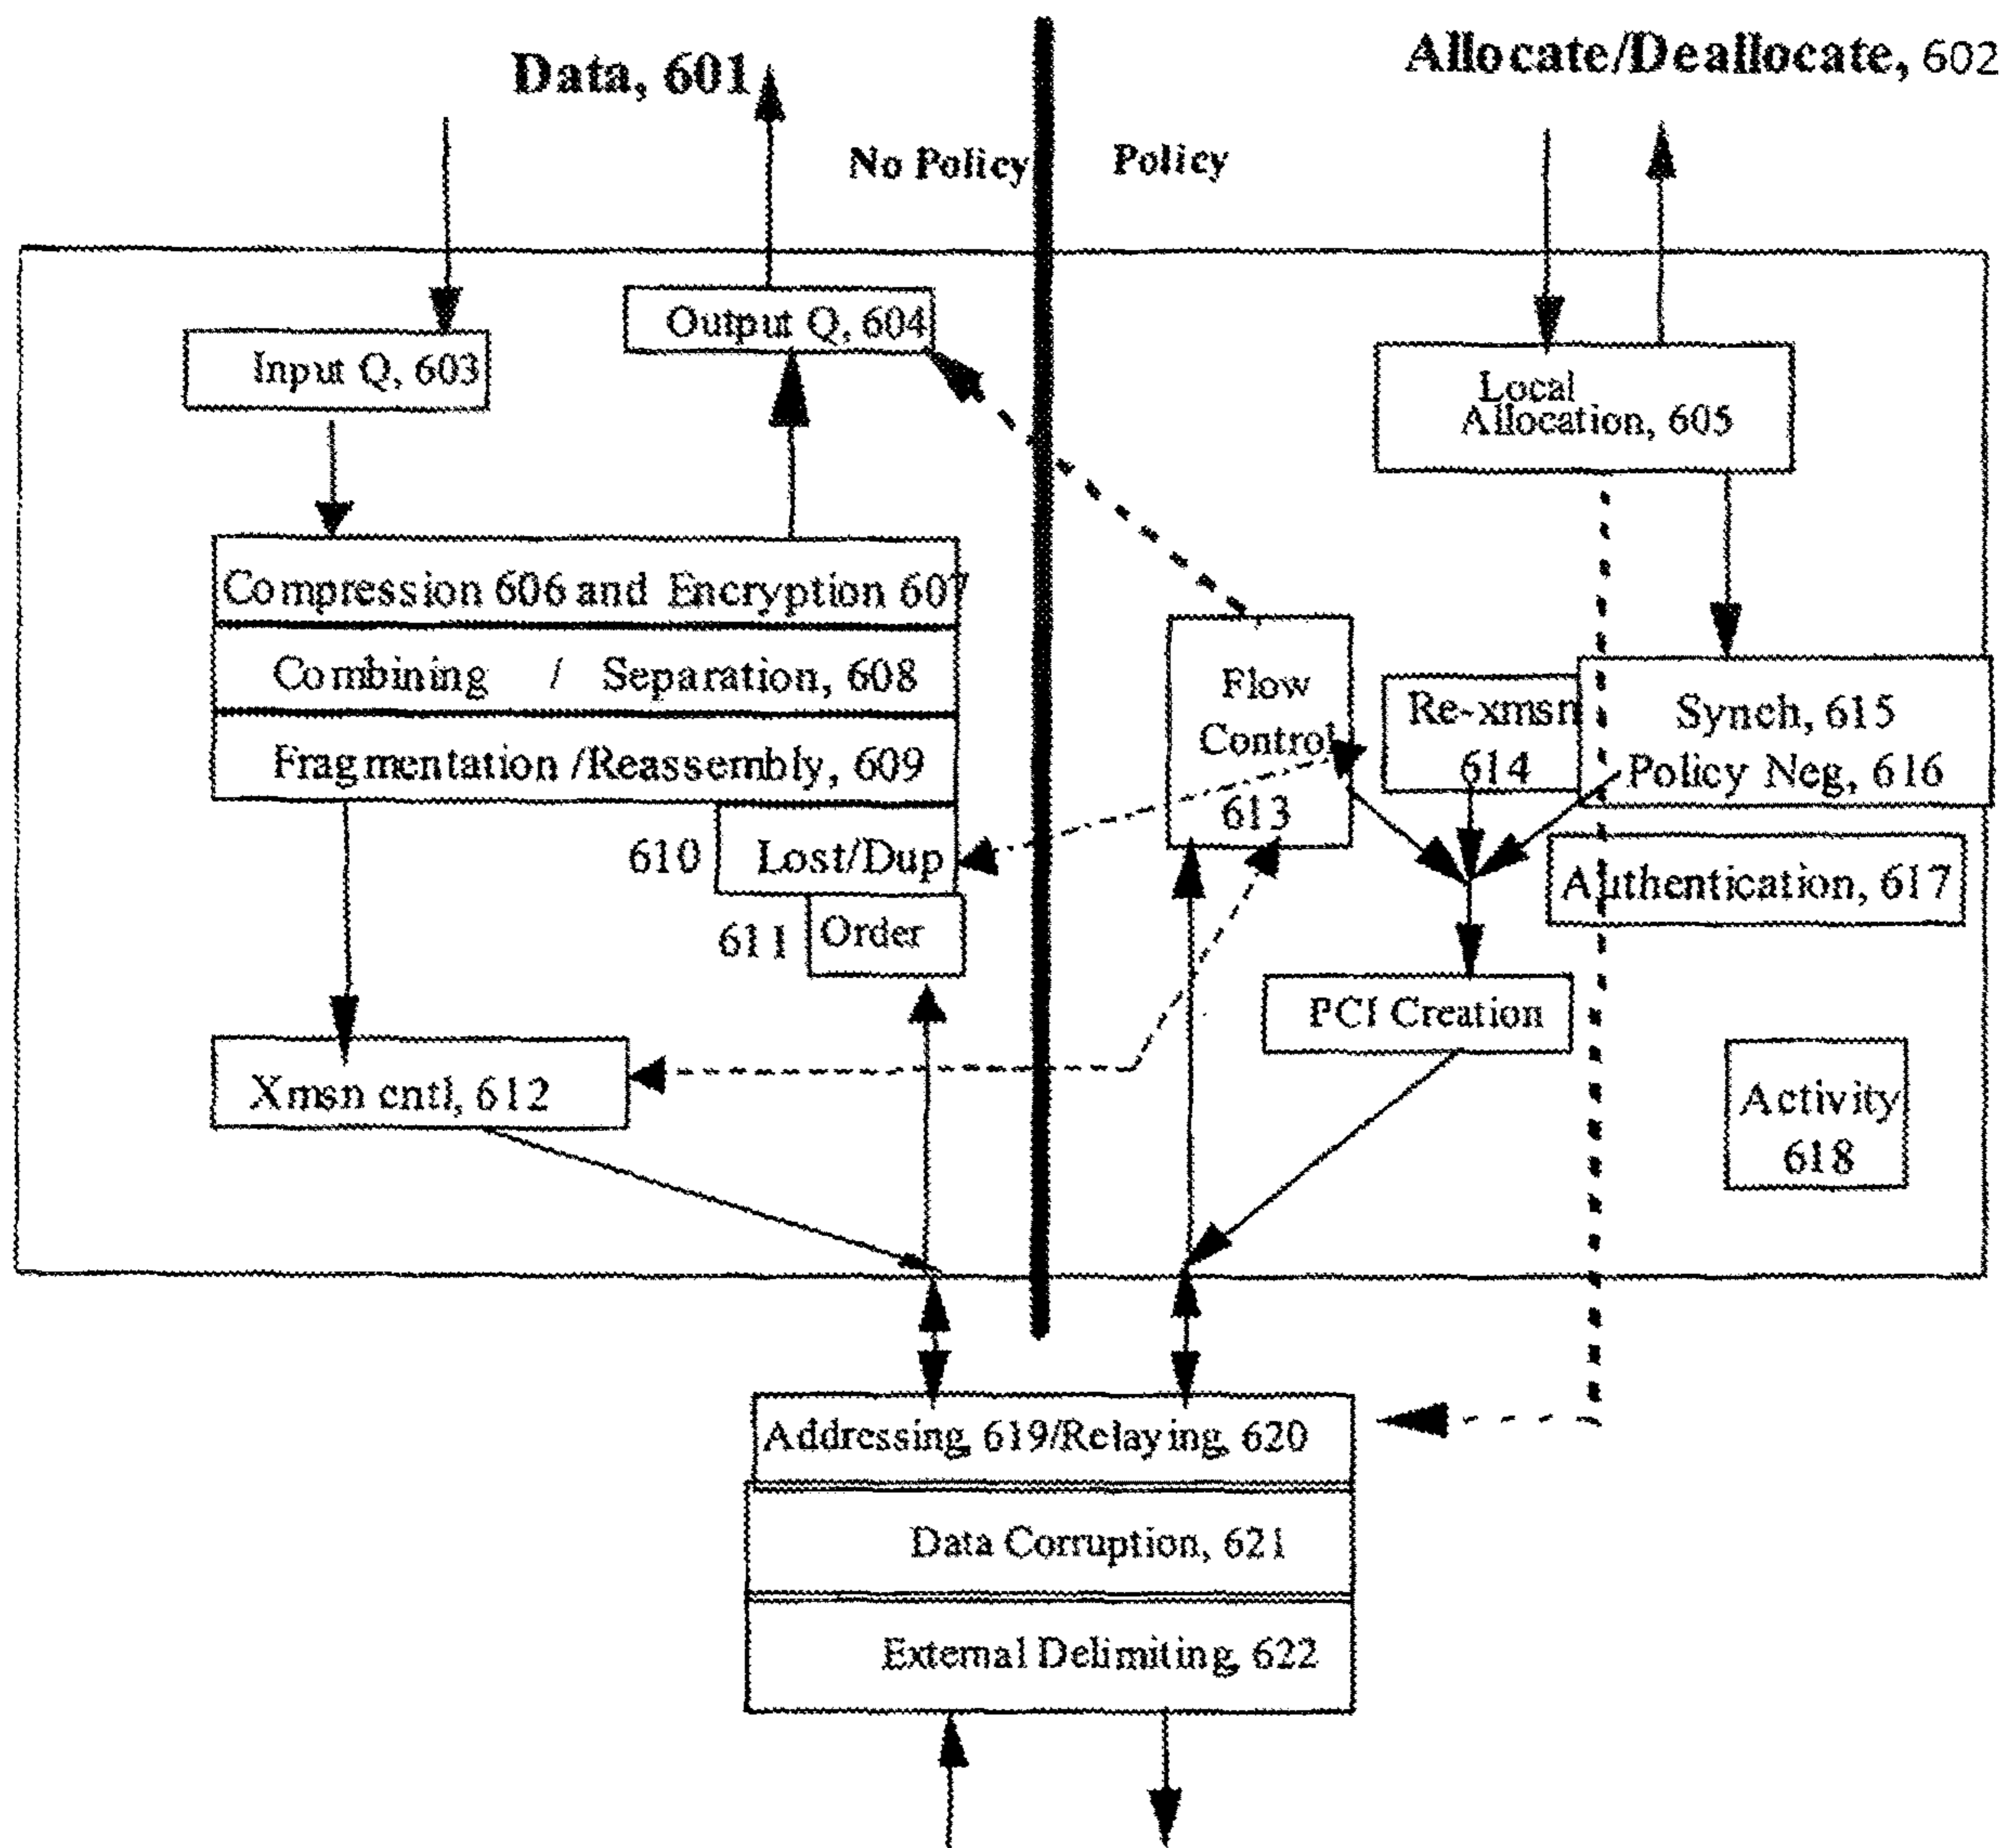 Data, 601
Allocate/Deallocate, 602
No Policy
Policy
Input Q, 603
Output Q, 604
Local
Allocation, 605
Compression 606 and Encryption 607
Combining / Separation, 608
Fragmentation /Reassembly, 609
610
Lost/Dup
611
Order
Xmsn cntl, 612
Flow
Control
613
Re-xmsn
614
Synch, 615
Policy Neg, 616
Authentication, 617
PCI Creation
Activity
618
Addressing, 619/Relaying, 620
Data Corruption, 621
External Delimiting, 622